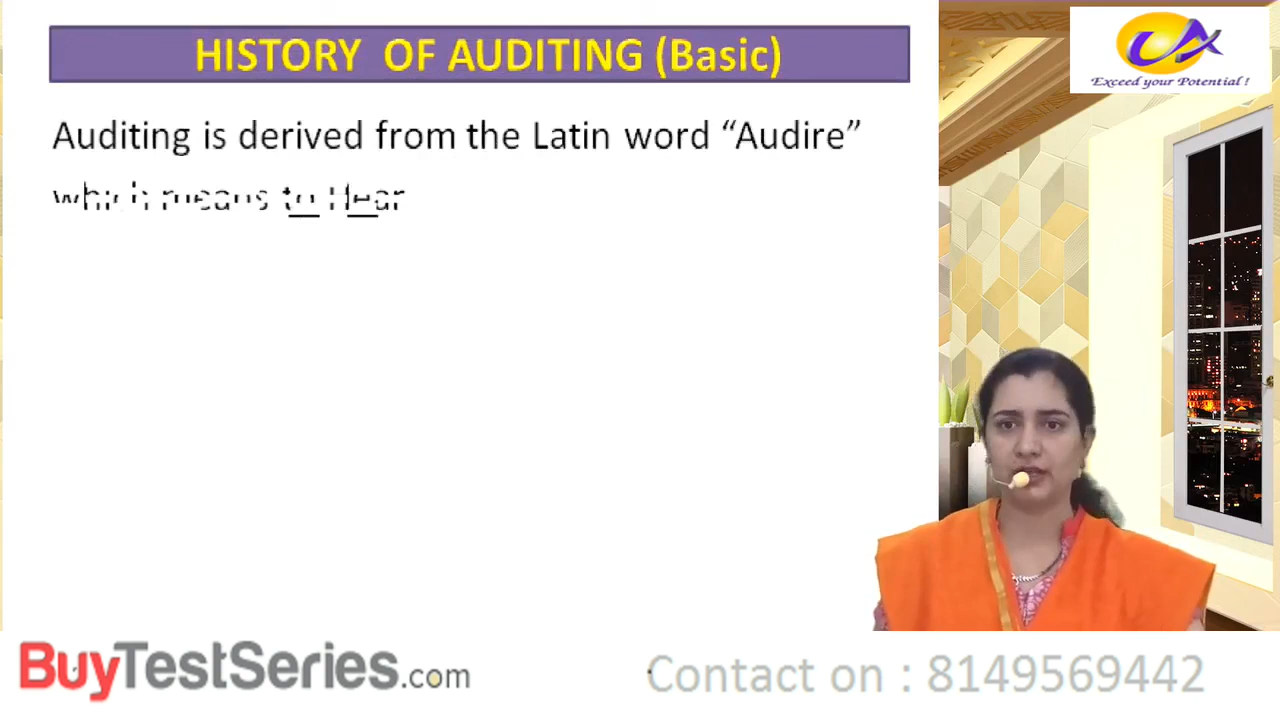 HISTORY OF AUDITING (Basic)
Auditing is derived from the Latin word “Audire”
which means to Hear
Exceed your Potential !
BuyTestSeries.com
Contact on : 8149569442